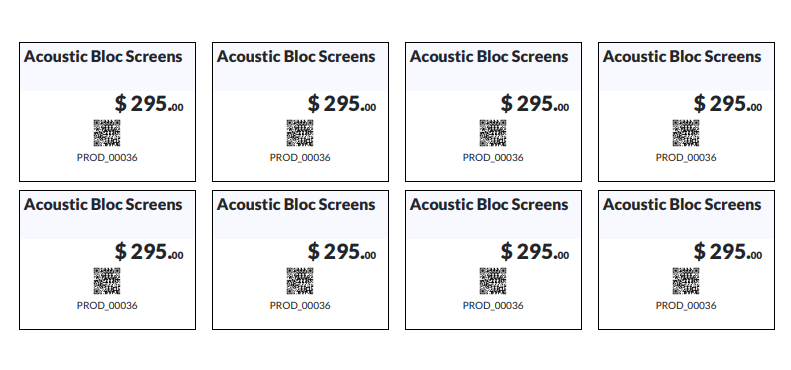 Acoustic Bloc Screens Acoustic Bloc Screens Acoustic Bloc Screens Acoustic Bloc Screens
$ 295.00 $ 295.00 $ 295.00 $ 295.00
PROD_00036 PROD_00036 PROD_00036 PROD_00036
Acoustic Bloc Screens Acoustic Bloc Screens Acoustic Bloc Screens Acoustic Bloc Screens
$ 295.00 $ 295.00 $ 295.00 $ 295.00
PROD_00036 PROD_00036 PROD_00036 PROD_00036